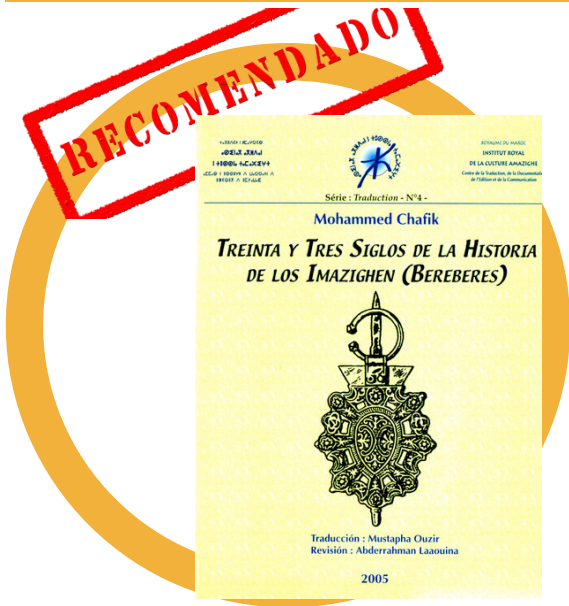 RECOMENDADO
ROYAUME DU MAROC
INSTITUT ROYAL
DE LA CULTURE AMAZIGHE
Centre de la Traduction, de la Documentation
de l'Edition et de la Communication
Série : Traduction - N°4 -
Mohammed Chafik
TREINTA Y TRES SIGLOS DE LA HISTORIA
DE LOS IMAZIGHEN (BEREBERES)
Traducción : Mustapha Ouzir
Revisión : Abderrahman Laaouina
2005